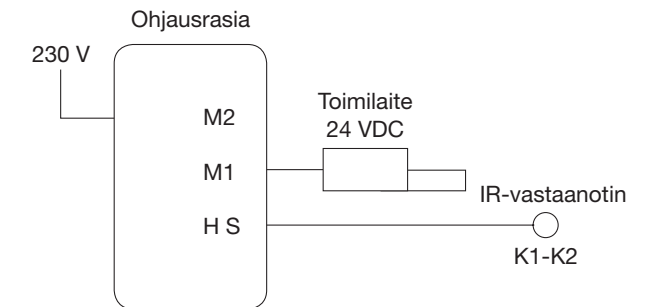 Ohjausrasia
230 V
M2
Toimilaite
24 VDC
M1
IR-vastaanotin
H S
K1-K2